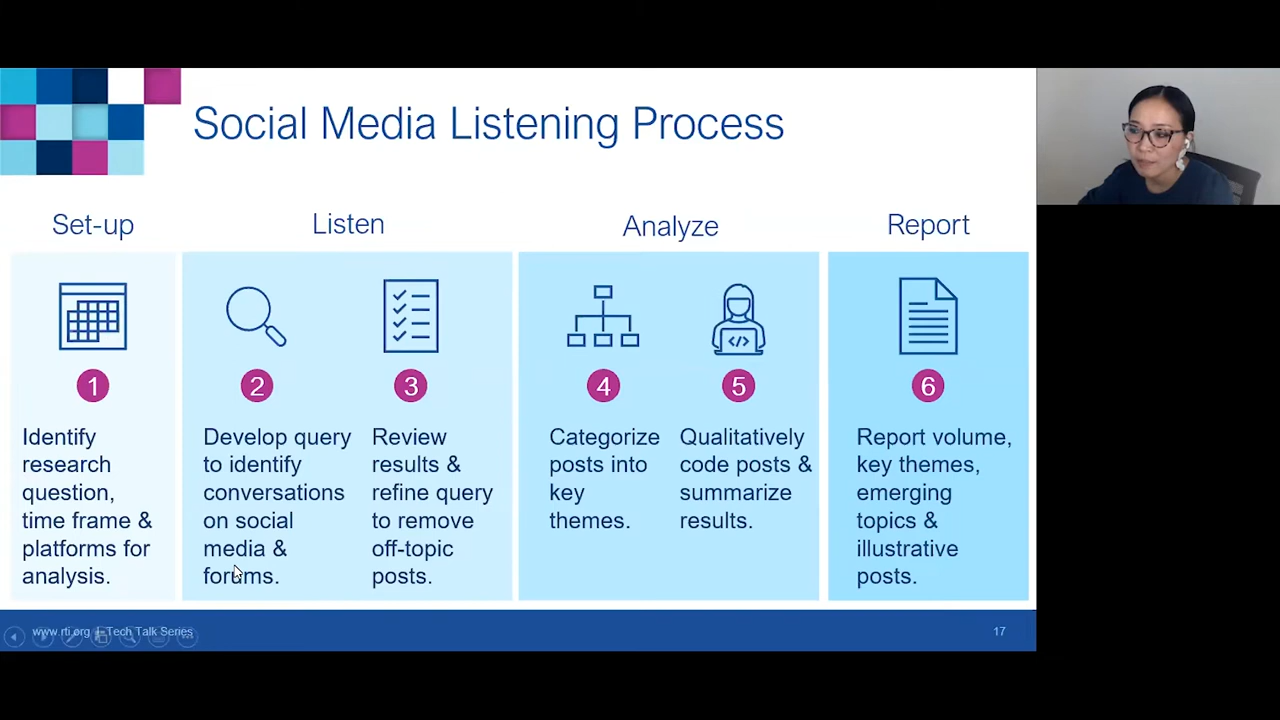 Social Media Listening Process
Set-up
Listen
Analyze
Report
</>
1
2
3
4
5
6
Identify
research
question,
time frame &
platforms for
analysis.
Develop query
to identify
conversations
on social
media &
forums.
Review
results &
refine query
to remove
off-topic
posts.
Categorize
posts into
key
themes.
Qualitatively
code posts &
summarize
results.
Report volume,
key themes,
emerging
topics &
illustrative
posts.
www.rti.org | Tech Talk Series
17